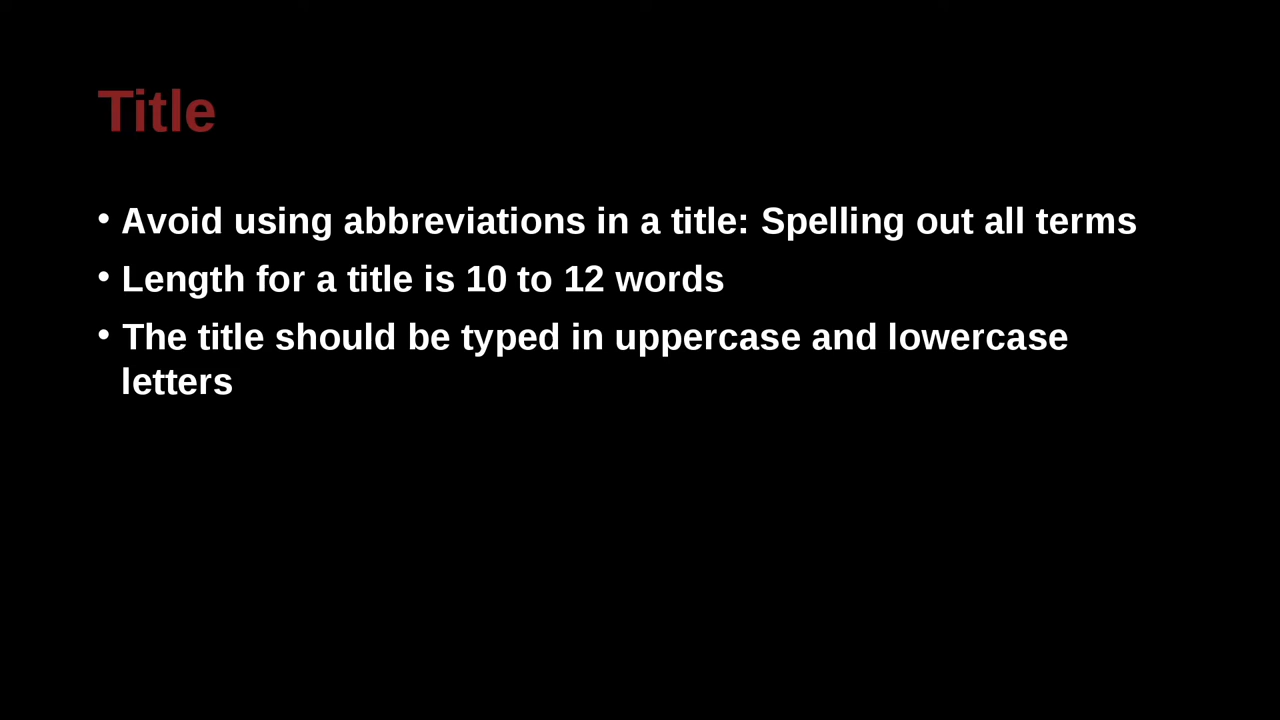 Title
• Avoid using abbreviations in a title: Spelling out all terms
• Length for a title is 10 to 12 words
• The title should be typed in uppercase and lowercase
letters